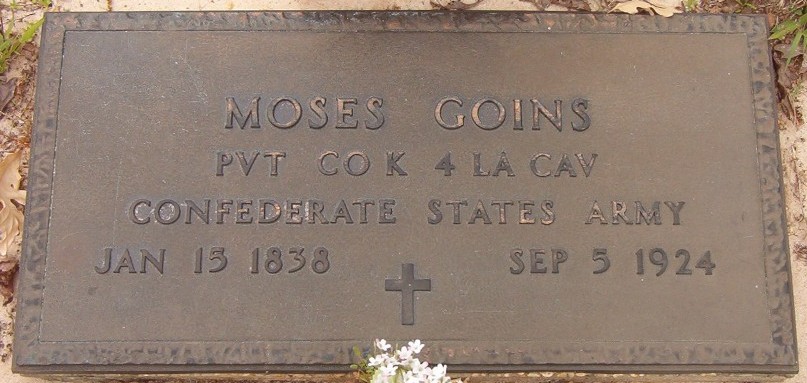 MOSES GOINS
PVT CO K 4 LA CAV
CONFEDERATE STATES ARMY
JAN 15 1838 SEP 5 1924